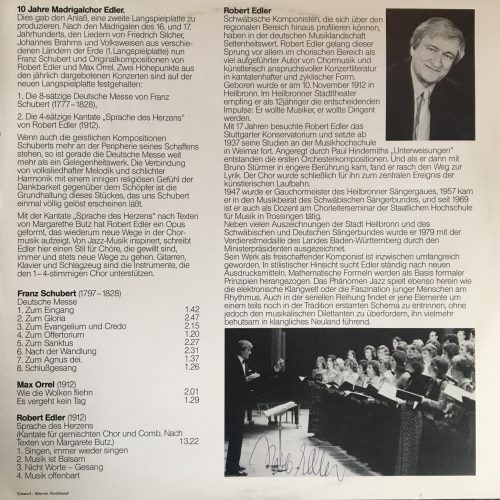 10 Jahre Madrigalchor Edler.
Dies gab den Anlaß, eine zweite Langspielplatte zu
produzieren. Nach den Madrigalen des 16. und 17.
Jahrhunderts, den Liedern von Friedrich Silcher,
Johannes Brahms und Volksweisen aus verschie-
denen Ländern der Erde (1. Langspielplatte) nun
Franz Schubert und Originalkompositionen von
Robert Edler und Max Orrel. Zwei Höhepunkte aus
den jährlich dargebotenen Konzerten sind auf der
neuen Langspielplatte festgehalten:
1. Die 8-sätzige Deutsche Messe von Franz
Schubert (1777–1828),
2. Die 4-sätzige Kantate „Sprache des Herzens"
von Robert Edler (1912).
Wenn auch die geistlichen Kompositionen
Schuberts mehr an der Peripherie seines Schaffens
stehen, so ist gerade die Deutsche Messe weit
mehr als ein Gelegenheitswerk. Die Verbindung
von volksliedhafter Melodik und schlichter
Harmonik mit einem innigen religiösen Gefühl der
Dankbarkeit gegenüber dem Schöpfer ist die
Grundhaltung dieses Stückes, das uns Schubert
einmal völlig gelöst erscheinen läßt.
Mit der Kantate „Sprache des Herzens" nach Texten
von Margarethe Butz hat Robert Edler ein Opus
geformt, das wiederum neue Wege in der Chor-
musik aufzeigt. Von Jazz-Musik inspiriert, schreibt
Edler hier einen Stil für Chöre, die gewillt sind,
immer und stets neue Wege zu gehen. Gitarren,
Klavier und Schlagzeug sind die Instrumente, die
den 1–4-stimmigen Chor unterstützen.
Franz Schubert (1797–1828)
Deutsche Messe
1. Zum Eingang 1.42
2. Zum Gloria 2.47
3. Zum Evangelium und Credo 2.15
4. Zum Offertorium 1.20
5. Zum Sanktus 2.27
6. Nach der Wandlung 2.31
7. Zum Agnus dei. 1.37
8. Schlußgesang 1.26
Max Orrel (1912)
Wie die Wolken fliehn 2.01
Es vergeht kein Tag 1.29
Robert Edler (1912)
Sprache des Herzens
(Kantate für gemischten Chor und Comb. Nach
Texten von Margarete Butz.) 13.22
1. Singen, immer wieder singen
2. Musik ist Balsam
3. Nicht Worte – Gesang
4. Musik offenbart
Entwurf: Werner Knobloch
Robert Edler
Schwäbische Komponisten, die sich über den
regionalen Bereich hinaus profilieren können,
haben in der deutschen Musiklandschaft
Seltenheitswert. Robert Edler gelang dieser
Sprung vor allem im chorischen Bereich als
viel aufgeführter Autor von Chormusik und
künstlerisch anspruchsvoller Konzertliteratur
in kantatenhafter und zyklischer Form.
Geboren wurde er am 10. November 1912 in
Heilbronn. Im Heilbronner Stadttheater
empfing er als 12jähriger die entscheidenden
Impulse: Er wollte Musiker, er wollte Dirigent
werden.
Mit 17 Jahren besuchte Robert Edler das
Stuttgarter Konservatorium und setzte ab
1937 seine Studien an der Musikhochschule
in Weimar fort. Angeregt durch Paul Hindemiths „Unterweisungen"
entstanden die ersten Orchesterkompositionen. Und als er dann mit
Bruno Stürmer in engere Berührung kam, fand er rasch den Weg zur
Lyrik. Der Chor wurde schließlich für ihn zum zentralen Ereignis der
künstlerischen Laufbahn.
1947 wurde er Gauchormeister des Heilbronner Sängergaues, 1957 kam
er in den Musikbeirat des Schwäbischen Sängerbundes, und seit 1969
ist er auch als Dozent am Chorleiterseminar der Staatlichen Hochschule
für Musik in Trossingen tätig.
Neben vielen Auszeichnungen der Stadt Heilbronn und des
Schwäbischen und Deutschen Sängerbundes wurde er 1979 mit der
Verdienstmedaille des Landes Baden-Württemberg durch den
Ministerpräsidenten ausgezeichnet.
Sein Werk als freischaffender Komponist ist inzwischen umfangreich
geworden. In stilistischer Hinsicht sucht Edler ständig nach neuen
Ausdrucksmitteln. Mathematische Formeln werden als Basis formaler
Prinzipien herangezogen. Das Phänomen Jazz spielt ebenso herein wie
die elektronische Klangwelt oder die Faszination junger Menschen am
Rhythmus. Auch in der seriellen Reihung findet er jene Elemente um
einem teils noch in der Tradition erstarrten Schema zu entrinnen, ohne
jedoch den musikalischen Dilettanten zu überfordern, ihn vielmehr
behutsam in klangliches Neuland führend.
Edler